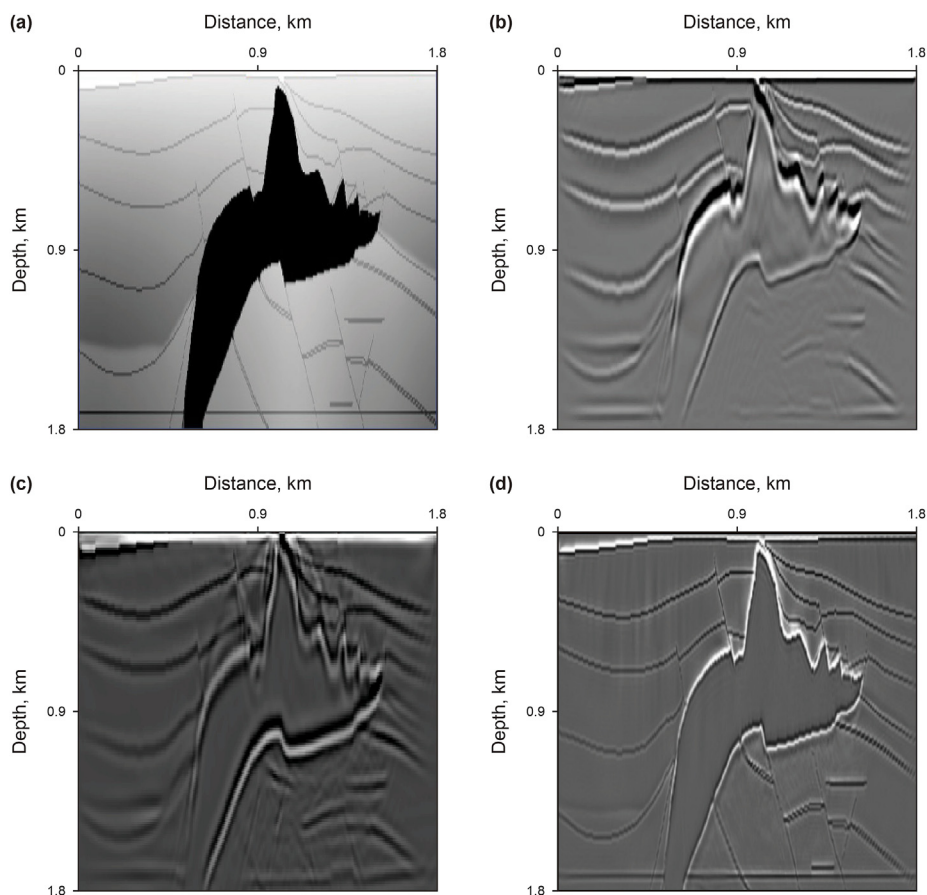 (a)
Distance, km
0 0.9 1.8
0
Depth, km
0.9
1.8
(b)
Distance, km
0 0.9 1.8
0
Depth, km
0.9
1.8
(c)
Distance, km
0 0.9 1.8
0
Depth, km
0.9
1.8
(d)
Distance, km
0 0.9 1.8
0
Depth, km
0.9
1.8